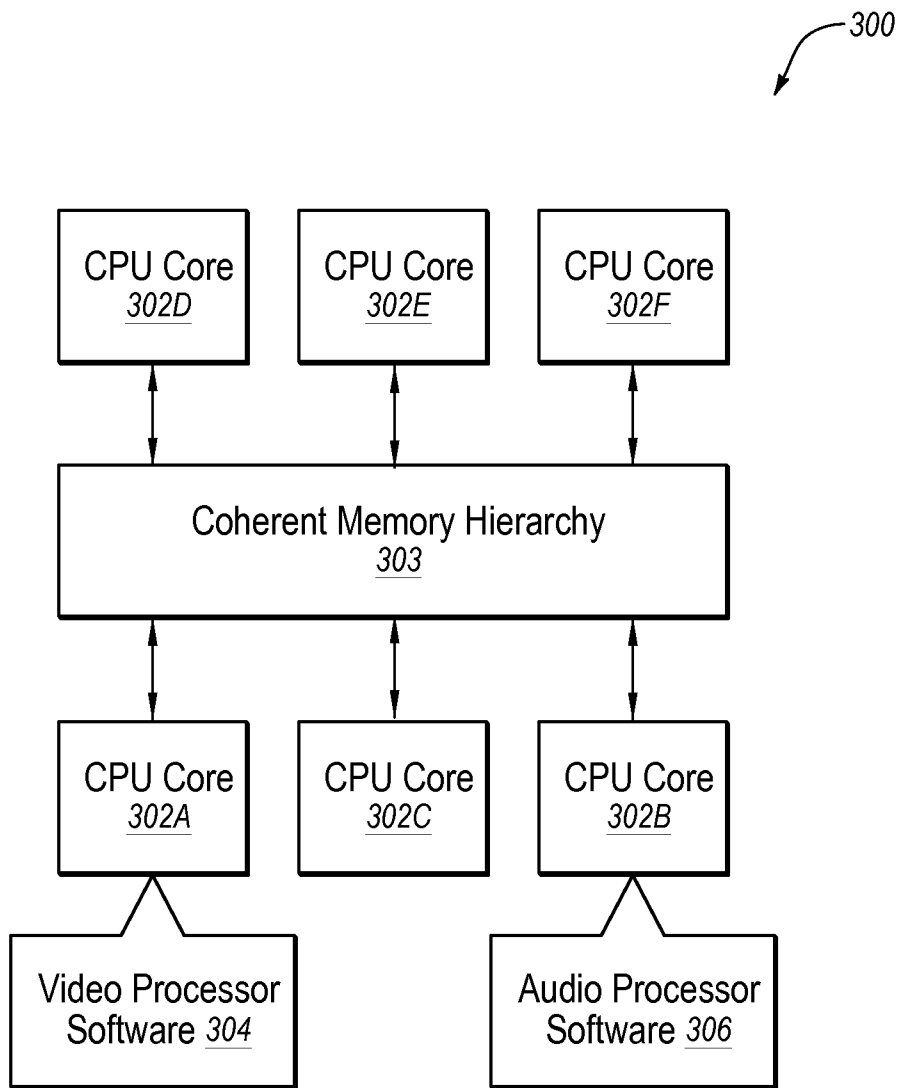 300
CPU Core
302D
CPU Core
302E
CPU Core
302F
Coherent Memory Hierarchy
303
CPU Core
302A
CPU Core
302C
CPU Core
302B
Video Processor
Software 304
Audio Processor
Software 306